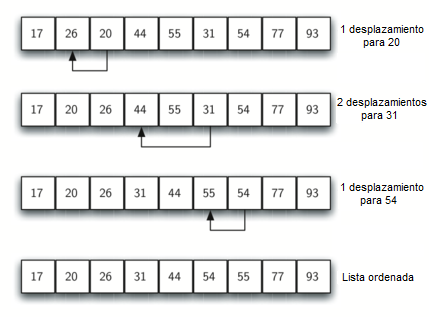 17 26 20 44 55 31 54 77 93
1 desplazamiento
para 20
17 20 26 44 55 31 54 77 93
2 desplazamientos
para 31
17 20 26 31 44 55 54 77 93
1 desplazamiento
para 54
17 20 26 31 44 54 55 77 93
Lista ordenada